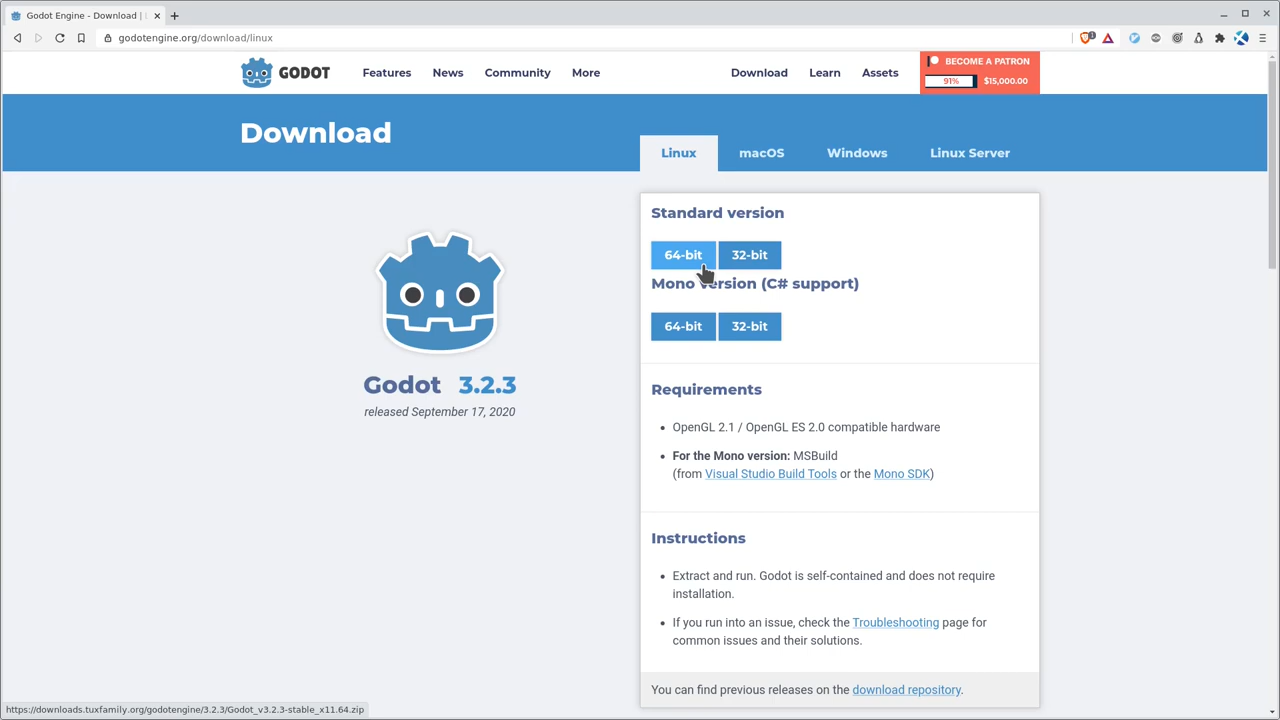 Godot Engine - Download |
godotengine.org/download/linux
1
GODOT
Features
News
Community
More
Download
Learn
Assets
BECOME A PATRON
91%
$15,000.00
Download
Linux
macOS
Windows
Linux Server
Godot 3.2.3
released September 17, 2020
Standard version
64-bit
32-bit
Mono version (C# support)
64-bit
32-bit
Requirements
OpenGL 2.1 / OpenGL ES 2.0 compatible hardware
For the Mono version: MSBuild
(from Visual Studio Build Tools or the Mono SDK)
Instructions
Extract and run. Godot is self-contained and does not require
installation.
If you run into an issue, check the Troubleshooting page for
common issues and their solutions.
You can find previous releases on the download repository.
https://downloads.tuxfamily.org/godotengine/3.2.3/Godot_v3.2.3-stable_x11.64.zip